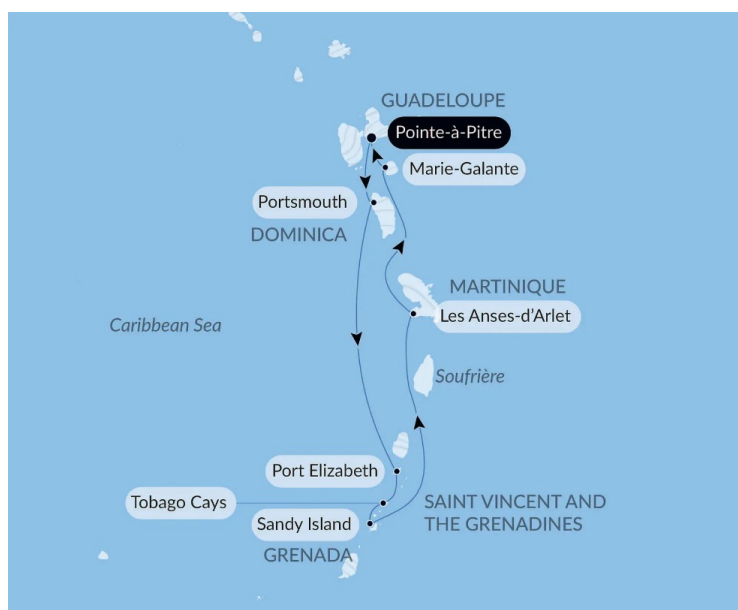 GUADELOUPE
Pointe-à-Pitre
Marie-Galante
Portsmouth
DOMINICA
MARTINIQUE
Les Anses-d'Arlet
Caribbean Sea
Soufrière
Port Elizabeth
Tobago Cays
SAINT VINCENT AND
THE GRENADINES
Sandy Island
GRENADA